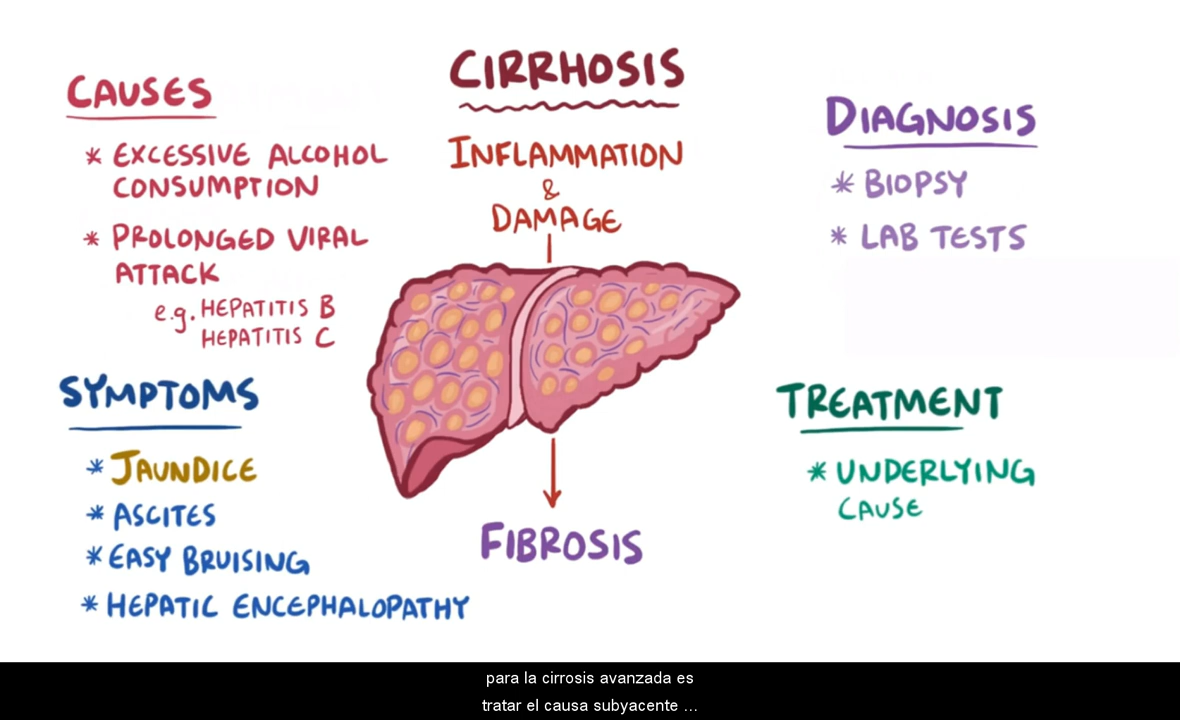 CIRRHOSIS
INFLAMMATION
&
DAMAGE
FIBROSIS
CAUSES
* EXCESSIVE ALCOHOL
CONSUMPTION
* PROLONGED VIRAL
ATTACK
e.g. HEPATITIS B
HEPATITIS C
SYMPTOMS
* JAUNDICE
* ASCITES
* EASY BRUISING
* HEPATIC ENCEPHALOPATHY
DIAGNOSIS
* BIOPSY
* LAB TESTS
TREATMENT
* UNDERLYING
CAUSE
para la cirrosis avanzada es
tratar el causa subyacente ...